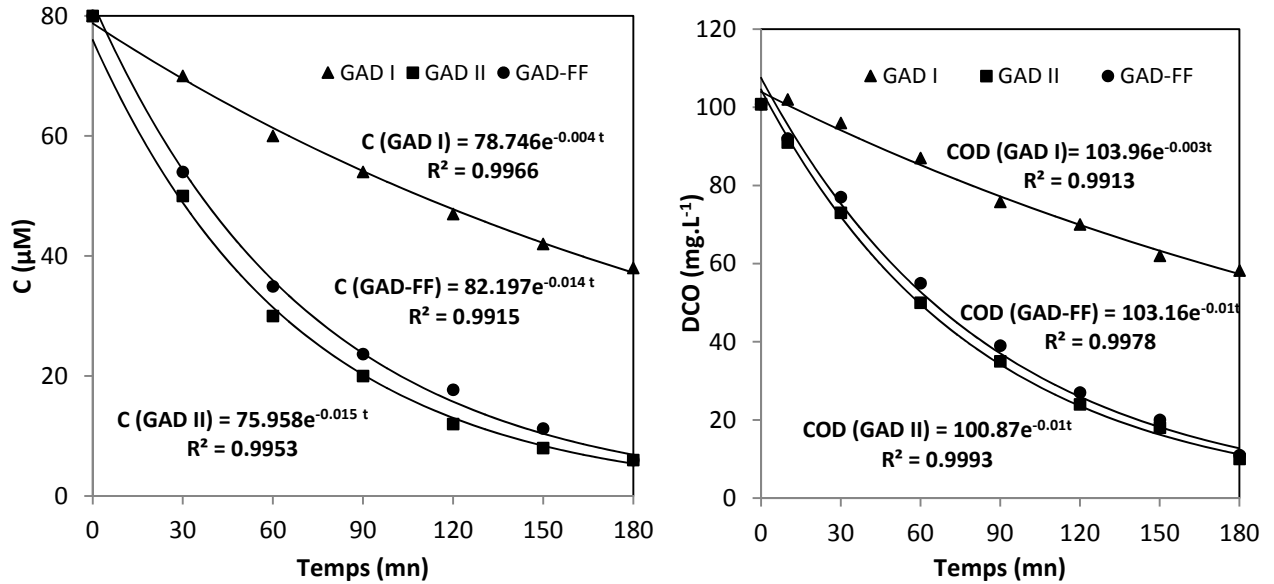 80
60
40
20
0
C (µM)
GAD I GAD II GAD-FF
C (GAD I) = 78.746e-0.004 t
R² = 0.9966
C (GAD-FF) = 82.197e-0.014 t
R² = 0.9915
C (GAD II) = 75.958e-0.015 t
R² = 0.9953
0 30 60 90 120 150 180
Temps (mn)
120
100
80
60
40
20
0
DCO (mg.L-1)
GAD I GAD II GAD-FF
COD (GAD I)= 103.96e-0.003t
R² = 0.9913
COD (GAD-FF) = 103.16e-0.01t
R² = 0.9978
COD (GAD II) = 100.87e-0.01t
R² = 0.9993
0 30 60 90 120 150 180
Temps (mn)